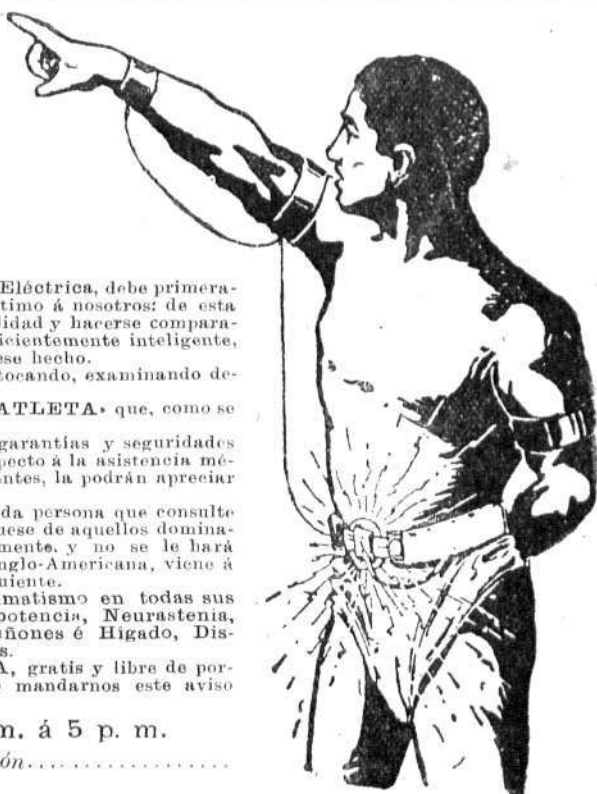 Eléctrica, debe primera-
timo á nosotros: de esta
lidad y hacerse compara-
icientemente inteligente,
ese hecho.
tocando, examinando de-
ATLETA» que, como se
garantías y seguridades
pecto á la asistencia mé-
ntes, la podrán apreciar
da persona que consulte
uese de aquellos domina-
mente. y no se le hará
nglo-Americana, viene á
uiente.
matismo en todas sus
potencia, Neurastenia,
ñones é Hígado, Dis-
s.
A, gratis y libre de por-
mandarnos este aviso
m. á 5 p. m.
ón..................